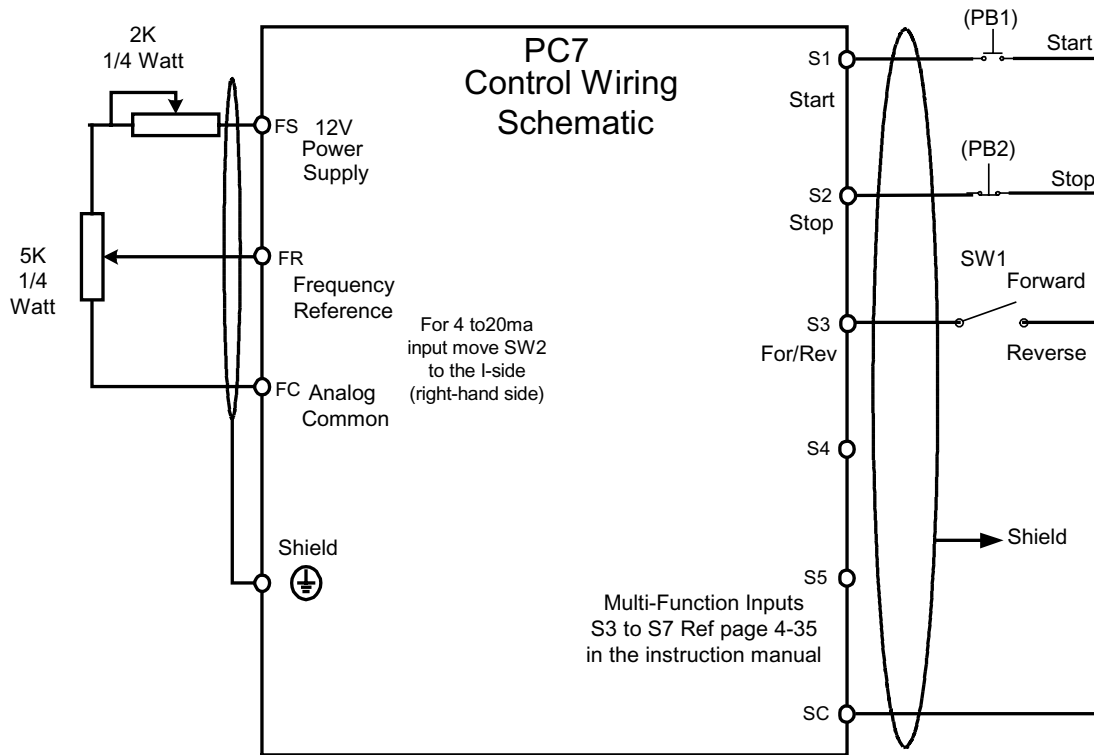 2K
1/4 Watt
5K
1/4
Watt
PC7
Control Wiring
Schematic
FS
12V
Power
Supply
FR
Frequency
Reference
For 4 to20ma
input move SW2
to the I-side
(right-hand side)
FC
Analog
Common
Shield
S1
Start
S2
Stop
S3
For/Rev
S4
S5
Multi-Function Inputs
S3 to S7 Ref page 4-35
in the instruction manual
SC
(PB1)
Start
(PB2)
Stop
SW1
Forward
Reverse
Shield